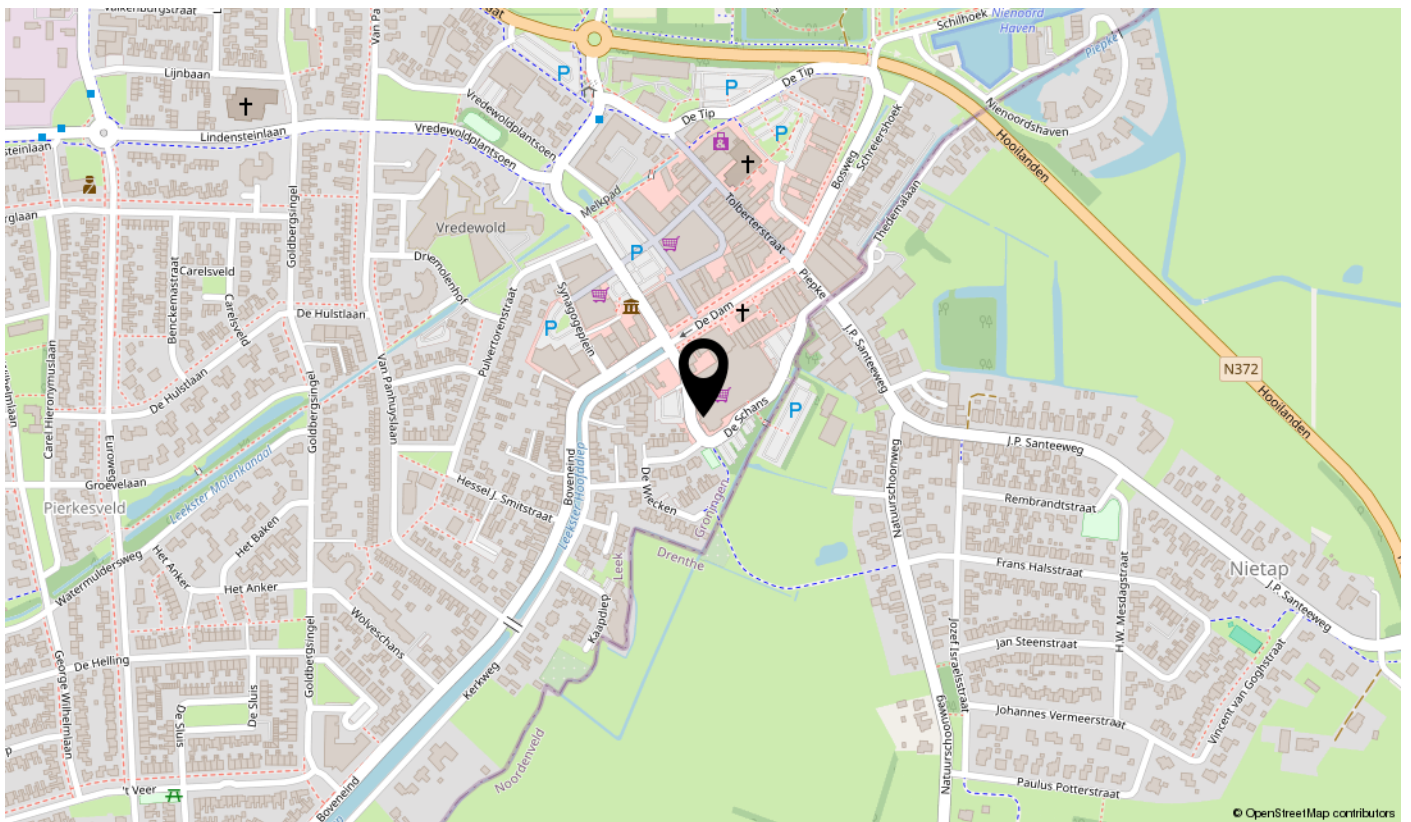 Valkenburgstraat
Van Pan
aat
Schilhoek
Nienoord
Haven
Piepke
Lijnbaan
P
P
De Tip
De Tip
P
Vredewoldplantsoen
Vredewoldplantsoen
Lindensteinlaan
steinlaan
Nienoordshaven
Hooilanden
Schreiershoek
Bosweg
Thedemalaan
rglaan
Goldbergsingel
Melkpad
Tolberterstraat
Vredewold
P
Driemolenhof
Carelsveld
Carelsveld
Benckemastraat
Synagogeplein
Pulvertorenstraat
Piepke
De Hulstlaan
De Dam
P
J.P. Santeeweg
Carel Hieronymuslaan
De Hulstlaan
Van Panhuyslaan
N372
Goldbergsingel
De Schans
P
Hooilanden
Euroweg
J.P. Santeeweg
Natuurschoonweg
Leekster Hoofddiep
Boveneind
De Wrecken
Groevelaan
Leekster Molenkanaal
Hessel J. Smitstraat
Rembrandtstraat
Pierkesveld
Groningen
Het Baken
Drenthe
Leek
Watermuldersweg
Het Anker
Het Anker
Frans Halsstraat
Nietap
J.P. Santeeweg
H.W. Mesdagstraat
Wolveschans
Kaapdiep
Jozef Israelsstraat
Jan Steenstraat
Goldbergsingel
De Helling
George Wilhelmlaan
Kerkweg
De Sluis
De Sluis
Vincent van Goghstraat
Johannes Vermeerstraat
Natuurschoonweg
Noordenveld
't Veer
Boveneind
Paulus Potterstraat
© OpenStreetMap contributors